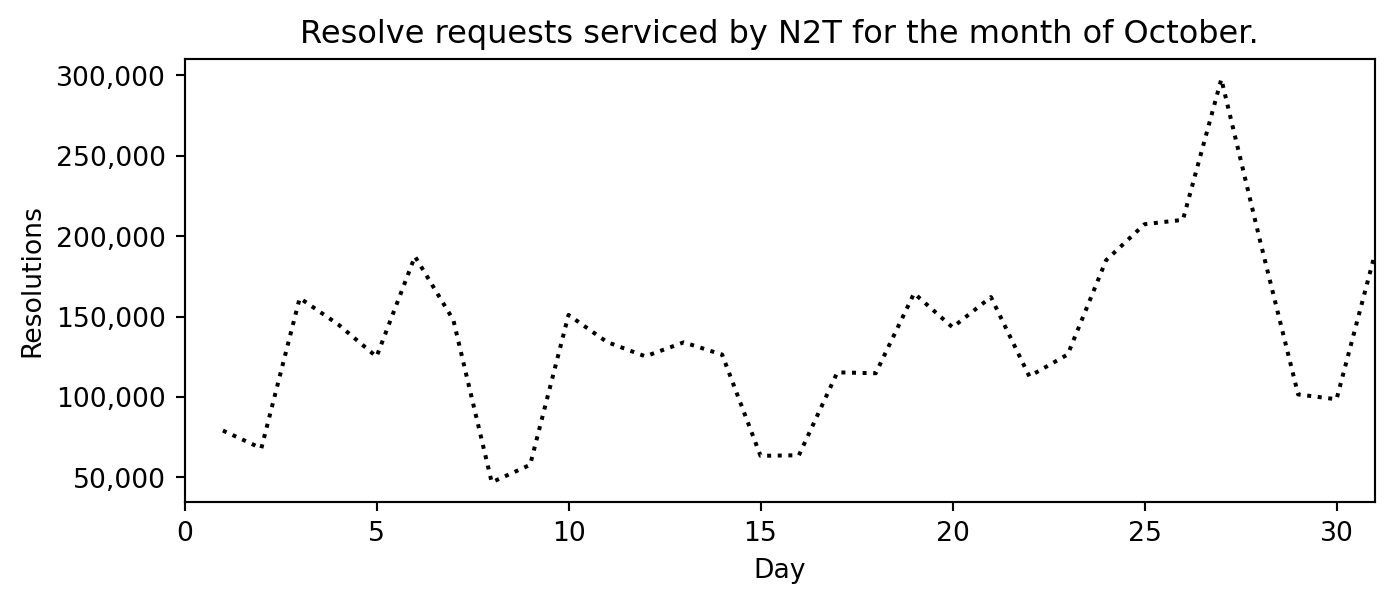 Resolve requests serviced by N2T for the month of October.
300,000
250,000
200,000
150,000
100,000
50,000
Resolutions
0 5 10 15 20 25 30
Day